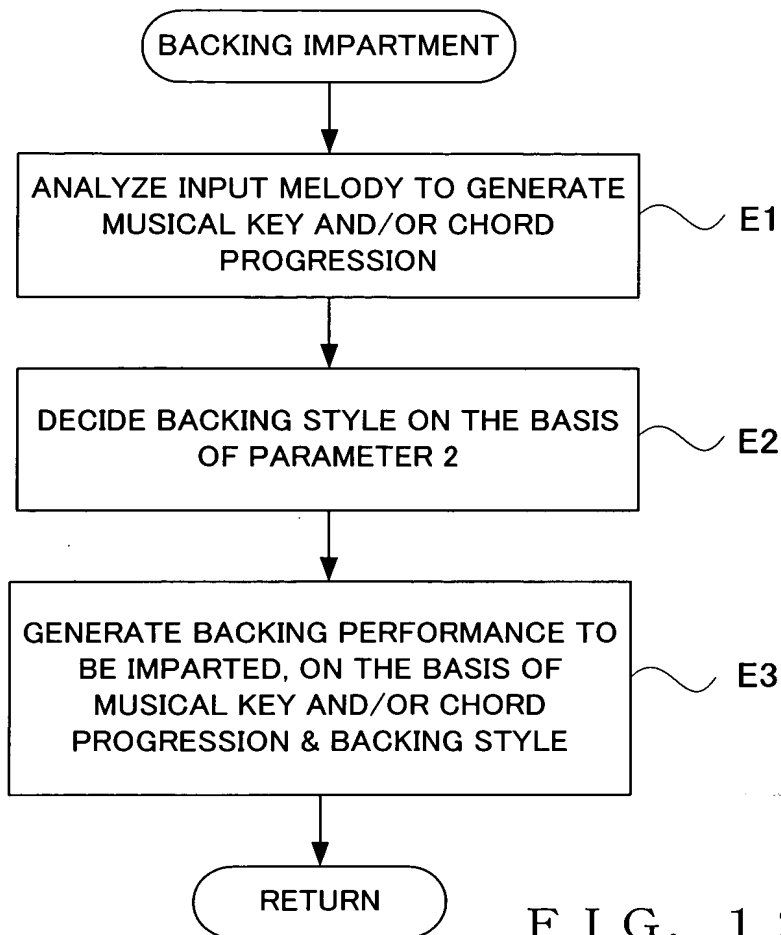 BACKING IMPARTMENT
ANALYZE INPUT MELODY TO GENERATE
MUSICAL KEY AND/OR CHORD
PROGRESSION
E1
DECIDE BACKING STYLE ON THE BASIS
OF PARAMETER 2
E2
GENERATE BACKING PERFORMANCE TO
BE IMPARTED, ON THE BASIS OF
MUSICAL KEY AND/OR CHORD
PROGRESSION & BACKING STYLE
E3
RETURN
FIG. 1